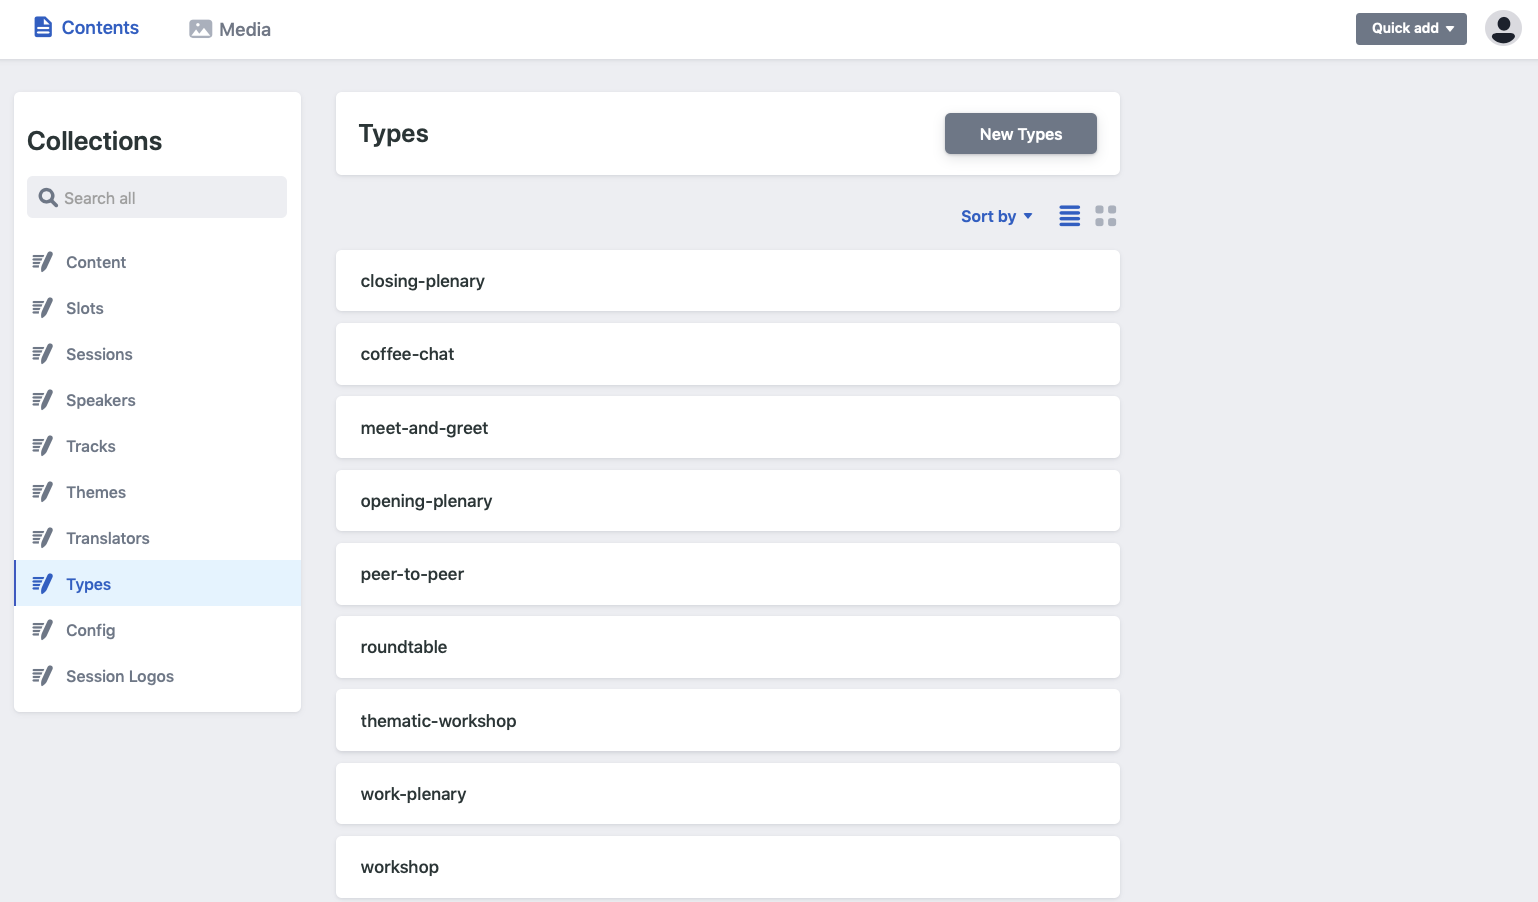 Contents
Media
Quick add
Collections
Search all
Content
Slots
Sessions
Speakers
Tracks
Themes
Translators
Types
Config
Session Logos
Types
New Types
Sort by
closing-plenary
coffee-chat
meet-and-greet
opening-plenary
peer-to-peer
roundtable
thematic-workshop
work-plenary
workshop